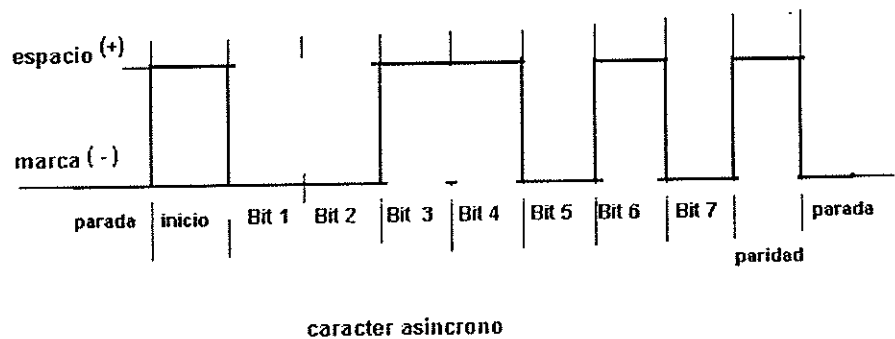 espacio (+)
marca (-)
parada inicio Bit 1 Bit 2 Bit 3 Bit 4 Bit 5 Bit 6 Bit 7 parada
paridad
caracter asincrono